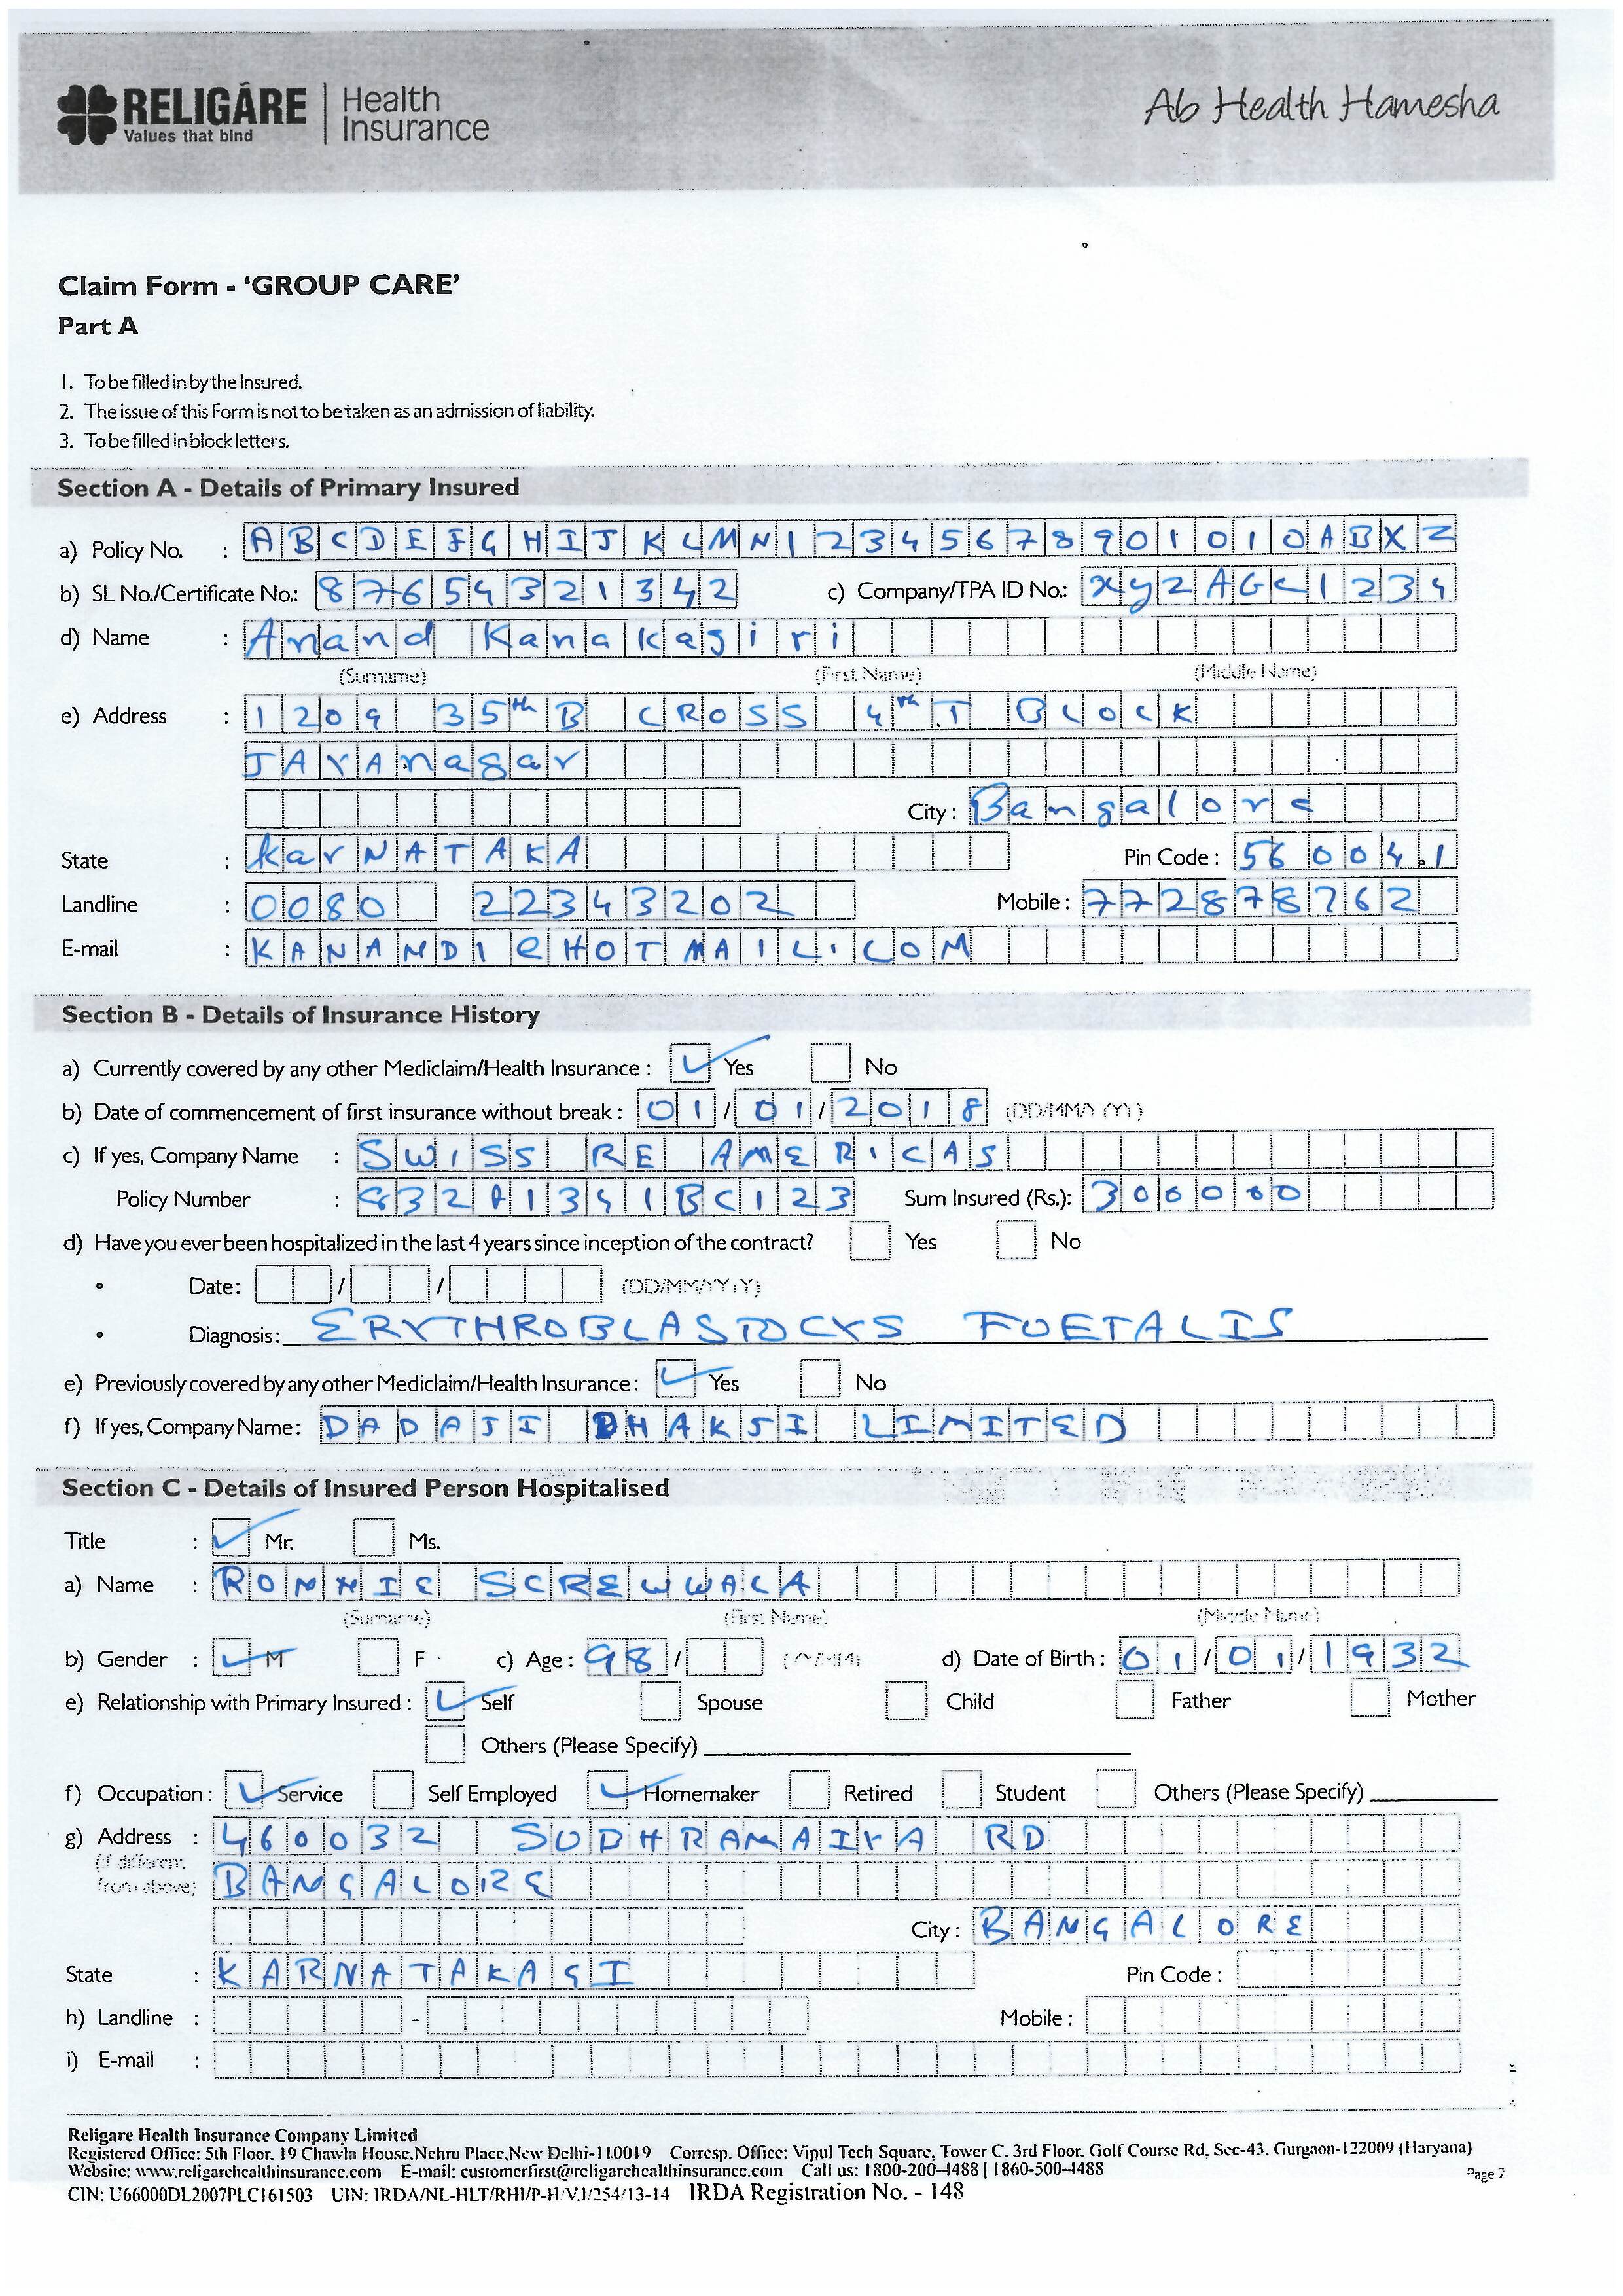 RELIGARE Health
Values that bind Insurance
Ab Health Hamesha
Claim Form - ‘GROUP CARE’
Part A
1. To be filled in by the Insured.
2. The issue of this Form is not to be taken as an admission of liability.
3. To be filled in block letters.
Section A - Details of Primary Insured
a) Policy No. : ABCDEFGHIJKLMN12345678901010ABXZ
b) SL No./Certificate No.: 87654321342 c) Company/TPA ID No.:
d) Name : Anand Kanakagiri
(Surname) (First Name) (Middle Name)
e) Address : 1209 35th B CROSS 4th T BLOCK
JAYAnagar
City : Bangalore
State : KarNATAKA Pin Code : 560041
Landline : 0080 22343202 Mobile : 772878762
E-mail : KANAND1@HOTMAIL.COM
Section B - Details of Insurance History
a) Currently covered by any other Mediclaim/Health Insurance : Yes No
b) Date of commencement of first insurance without break : 01/01/2018 (DD/MM/YYYY)
c) If yes, Company Name : SWISS RE AMERICAS
Policy Number : Sum Insured (Rs.): 300000
d) Have you ever been hospitalized in the last 4 years since inception of the contract? Yes No
• Date: / / (DD/MM/YYYY)
• Diagnosis: ERYTHROBLASTOCYS FOETALIS
e) Previously covered by any other Mediclaim/Health Insurance : Yes No
f) If yes, Company Name: DADAJI DHAKSI LIMITED
Section C - Details of Insured Person Hospitalised
Title : Mr. Ms.
a) Name : RONNIE SCREWWALA
(Surname) (First Name) (Middle Name)
b) Gender : M F c) Age : 98 / (YY/MM) d) Date of Birth : 01/01/1932
e) Relationship with Primary Insured : Self Spouse Child Father Mother
Others (Please Specify)
f) Occupation : Service Self Employed Homemaker Retired Student Others (Please Specify)
g) Address : 460032 SUDHRAMAIYA RD
(if different
from above) BANGALORE
City : BANGALORE
State : KARNATAKAGI Pin Code :
h) Landline : - Mobile :
i) E-mail :
Religare Health Insurance Company Limited
Registered Office: 5th Floor, 19 Chawla House, Nehru Place, New Delhi-110019 Corresp. Office: Vipul Tech Square, Tower C, 3rd Floor, Golf Course Rd, Sec-43, Gurgaon-122009 (Haryana)
Website: www.religarehealthinsurance.com E-mail: customerfirst@religarehealthinsurance.com Call us: 1800-200-4488 | 1860-500-4488
Page 2
CIN: U66000DL2007PLC161503 UIN: IRDA/NL-HLT/RHI/P-H/V.I/254/13-14 IRDA Registration No. - 148